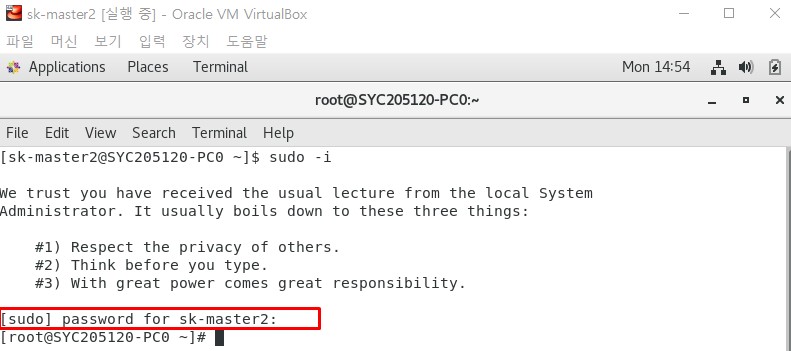 sk-master2 [실행 중] - Oracle VM VirtualBox
파일 머신 보기 입력 장치 도움말
Applications Places Terminal Mon 14:54
root@SYC205120-PC0:~
File Edit View Search Terminal Help
[sk-master2@SYC205120-PC0 ~]$ sudo -i
We trust you have received the usual lecture from the local System
Administrator. It usually boils down to these three things:
#1) Respect the privacy of others.
#2) Think before you type.
#3) With great power comes great responsibility.
[sudo] password for sk-master2:
[root@SYC205120-PC0 ~]#